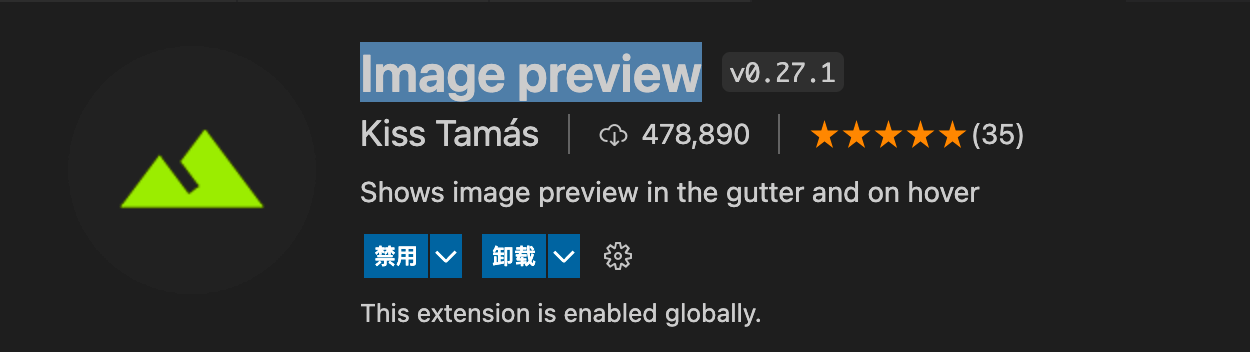 Image preview v0.27.1
Kiss Tamás 478,890 (35)
Shows image preview in the gutter and on hover
禁用 卸载
This extension is enabled globally.